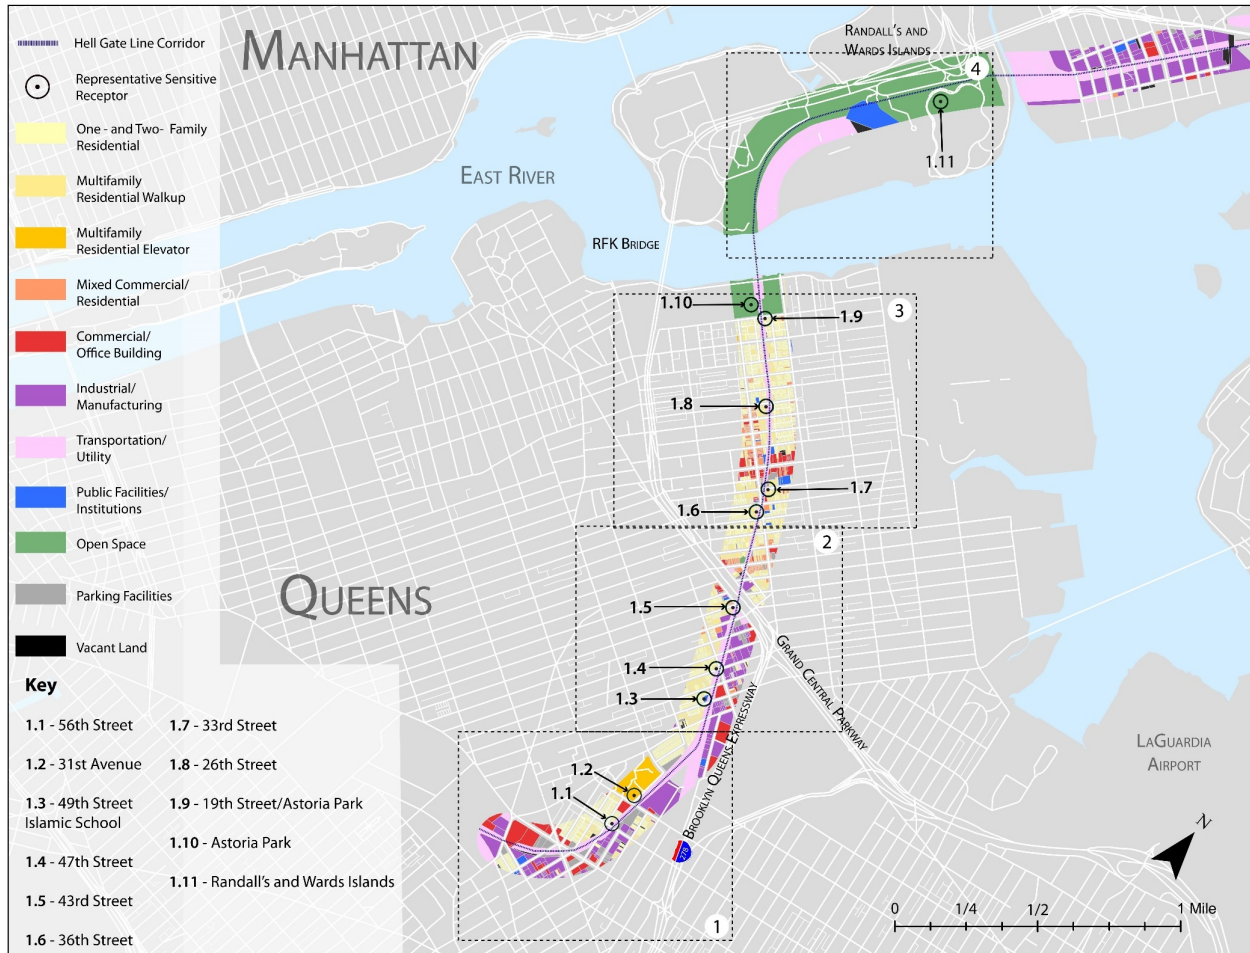 MANHATTAN
RANDALL'S AND
WARDS ISLANDS
Hell Gate Line Corridor
Representative Sensitive
Receptor
One - and Two- Family
Residential
Multifamily
Residential Walkup
Multifamily
Residential Elevator
Mixed Commercial/
Residential
Commercial/
Office Building
Industrial/
Manufacturing
Transportation/
Utility
Public Facilities/
Institutions
Open Space
Parking Facilities
Vacant Land
Key
1.1 - 56th Street
1.2 - 31st Avenue
1.3 - 49th Street
Islamic School
1.4 - 47th Street
1.5 - 43rd Street
1.6 - 36th Street
1.7 - 33rd Street
1.8 - 26th Street
1.9 - 19th Street/Astoria Park
1.10 - Astoria Park
1.11 - Randall's and Wards Islands
4
1.11
EAST RIVER
RFK BRIDGE
1.10
1.9
3
1.8
1.7
1.6
2
QUEENS
1.5
1.4
1.3
GRAND CENTRAL PARKWAY
BROOKLYN QUEENS EXPRESSWAY
278
LAGUARDIA
AIRPORT
1.2
1.1
1
N
0 1/4 1/2 1 Mile